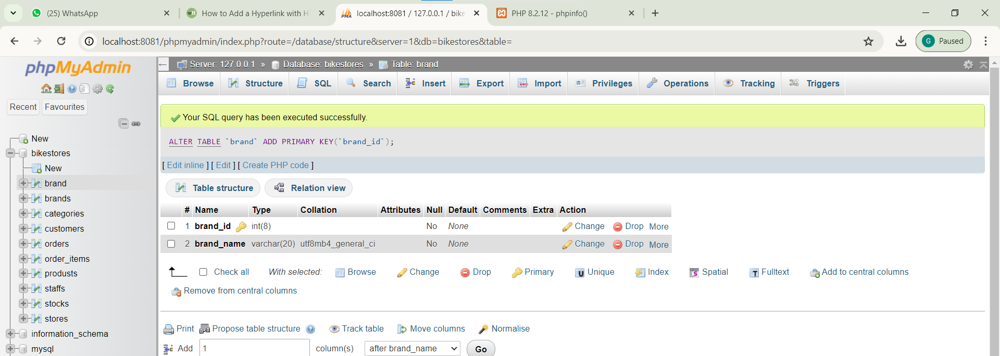 (25) WhatsApp
How to Add a Hyperlink with H
localhost:8081 / 127.0.0.1 / bike
PHP 8.2.12 - phpinfo()
localhost:8081/phpmyadmin/index.php?route=/database/structure&server=1&db=bikestores&table=
G Paused
phpMyAdmin
Recent Favourites
New
bikestores
New
brand
brands
categories
customers
orders
order_items
produsts
staffs
stocks
stores
information_schema
mysql
Server: 127.0.0.1 » Database: bikestores » Table: brand
Browse Structure SQL Search Insert Export Import Privileges Operations Tracking Triggers
Your SQL query has been executed successfully.
ALTER TABLE `brand` ADD PRIMARY KEY(`brand_id`);
[ Edit inline ] [ Edit ] [ Create PHP code ]
Table structure Relation view
# Name Type Collation Attributes Null Default Comments Extra Action
1 brand_id int(8) No None Change Drop More
2 brand_name varchar(20) utf8mb4_general_ci No None Change Drop More
Check all With selected: Browse Change Drop Primary Unique Index Spatial Fulltext Add to central columns
Remove from central columns
Print Propose table structure Track table Move columns Normalise
Add 1 column(s) after brand_name Go